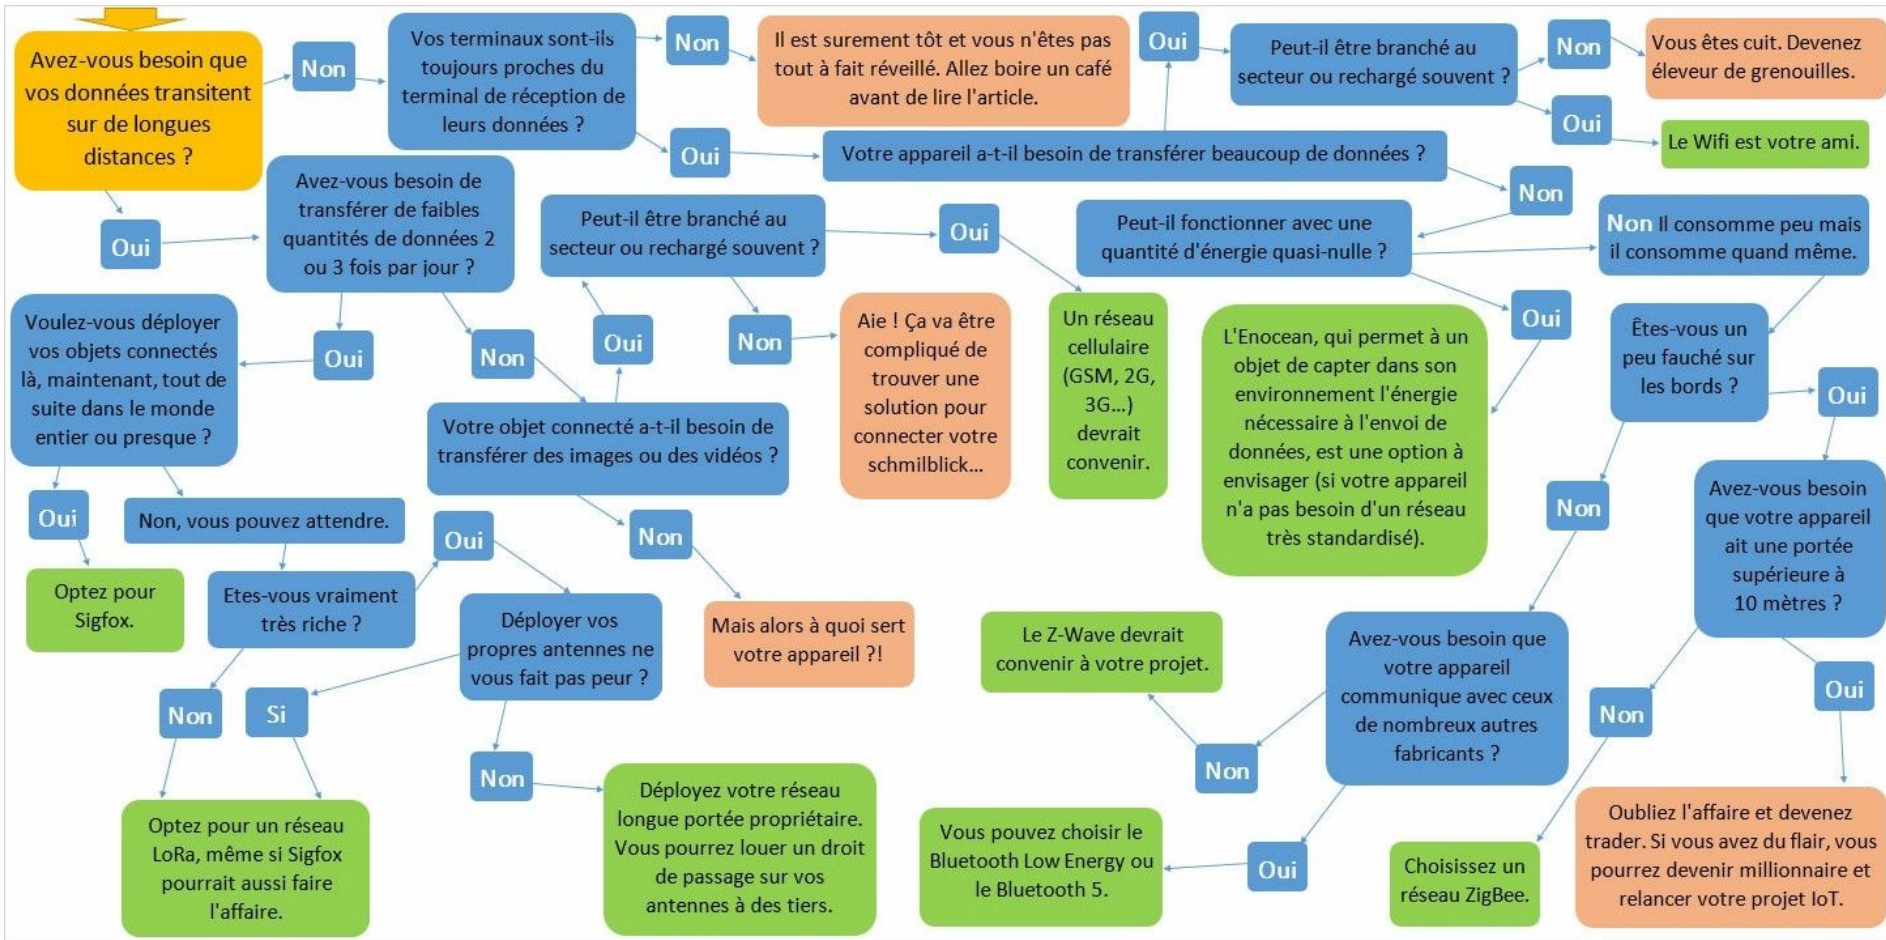 Avez-vous besoin que
vos données transitent
sur de longues
distances ?
Non
Vos terminaux sont-ils
toujours proches du
terminal de réception de
leurs données ?
Non
Il est surement tôt et vous n'êtes pas
tout à fait réveillé. Allez boire un café
avant de lire l'article.
Oui
Peut-il être branché au
secteur ou rechargé souvent ?
Non
Vous êtes cuit. Devenez
éleveur de grenouilles.
Oui
Le Wifi est votre ami.
Oui
Votre appareil a-t-il besoin de transférer beaucoup de données ?
Non
Oui
Avez-vous besoin de
transférer de faibles
quantités de données 2
ou 3 fois par jour ?
Peut-il être branché au
secteur ou rechargé souvent ?
Oui
Peut-il fonctionner avec une
quantité d'énergie quasi-nulle ?
Non Il consomme peu mais
il consomme quand même.
Voulez-vous déployer
vos objets connectés
là, maintenant, tout de
suite dans le monde
entier ou presque ?
Oui
Non
Oui
Non
Aie ! Ça va être
compliqué de
trouver une
solution pour
connecter votre
schmilblick...
Un réseau
cellulaire
(GSM, 2G,
3G...)
devrait
convenir.
L'Enocean, qui permet à un
objet de capter dans son
environnement l'énergie
nécessaire à l'envoi de
données, est une option à
envisager (si votre appareil
n'a pas besoin d'un réseau
très standardisé).
Oui
Êtes-vous un
peu fauché sur
les bords ?
Oui
Votre objet connecté a-t-il besoin de
transférer des images ou des vidéos ?
Oui
Non, vous pouvez attendre.
Oui
Non
Non
Avez-vous besoin
que votre appareil
ait une portée
supérieure à
10 mètres ?
Optez pour
Sigfox.
Etes-vous vraiment
très riche ?
Déployer vos
propres antennes ne
vous fait pas peur ?
Mais alors à quoi sert
votre appareil ?!
Le Z-Wave devrait
convenir à votre projet.
Avez-vous besoin que
votre appareil
communique avec ceux
de nombreux autres
fabricants ?
Non
Si
Non
Non
Non
Oui
Optez pour un réseau
LoRa, même si Sigfox
pourrait aussi faire
l'affaire.
Déployez votre réseau
longue portée propriétaire.
Vous pourrez louer un droit
de passage sur vos
antennes à des tiers.
Vous pouvez choisir le
Bluetooth Low Energy ou
le Bluetooth 5.
Oui
Choisissez un
réseau ZigBee.
Oubliez l'affaire et devenez
trader. Si vous avez du flair, vous
pourrez devenir millionnaire et
relancer votre projet IoT.